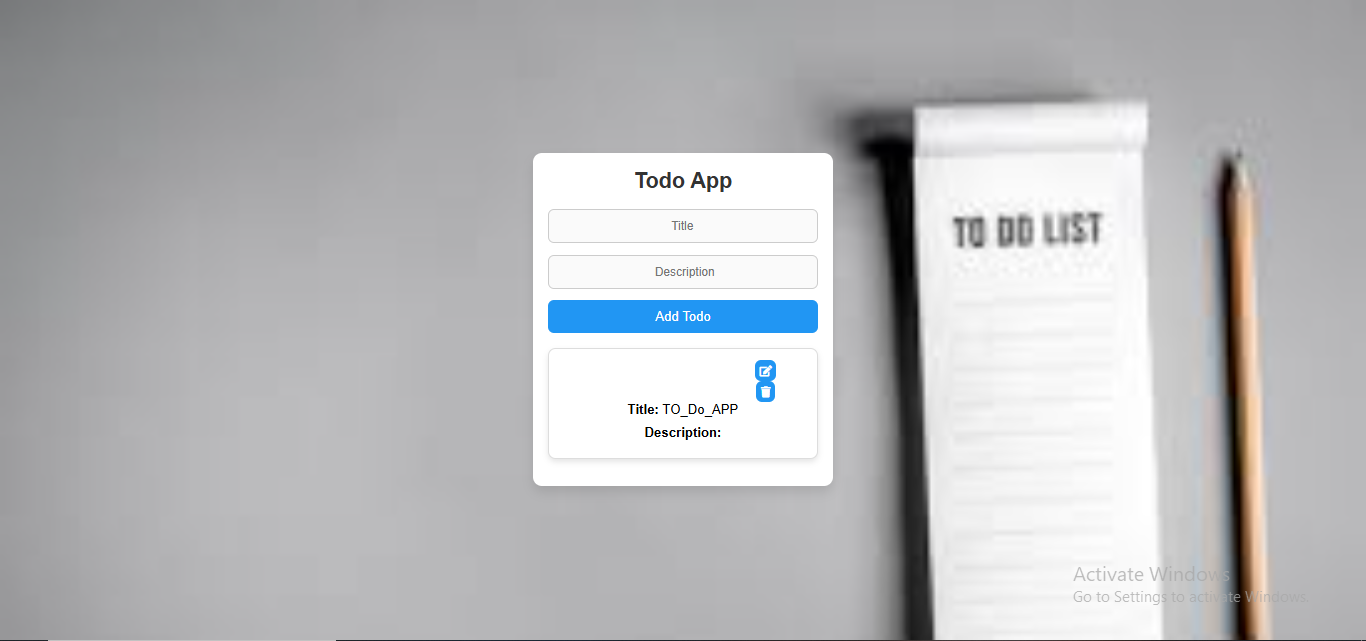 Todo App
Title
Description
Add Todo
Title: TO_Do_APP
Description:
TO DO LIST
Activate Windows
Go to Settings to activate Windows.